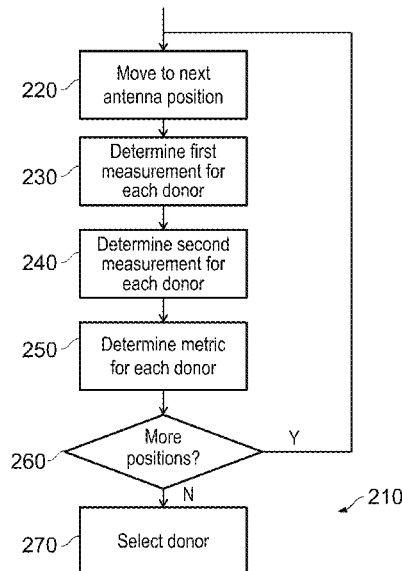 220
Move to next
antenna position
230
Determine first
measurement for
each donor
240
Determine second
measurement for
each donor
250
Determine metric
for each donor
260
More
positions?
Y
N
210
270
Select donor